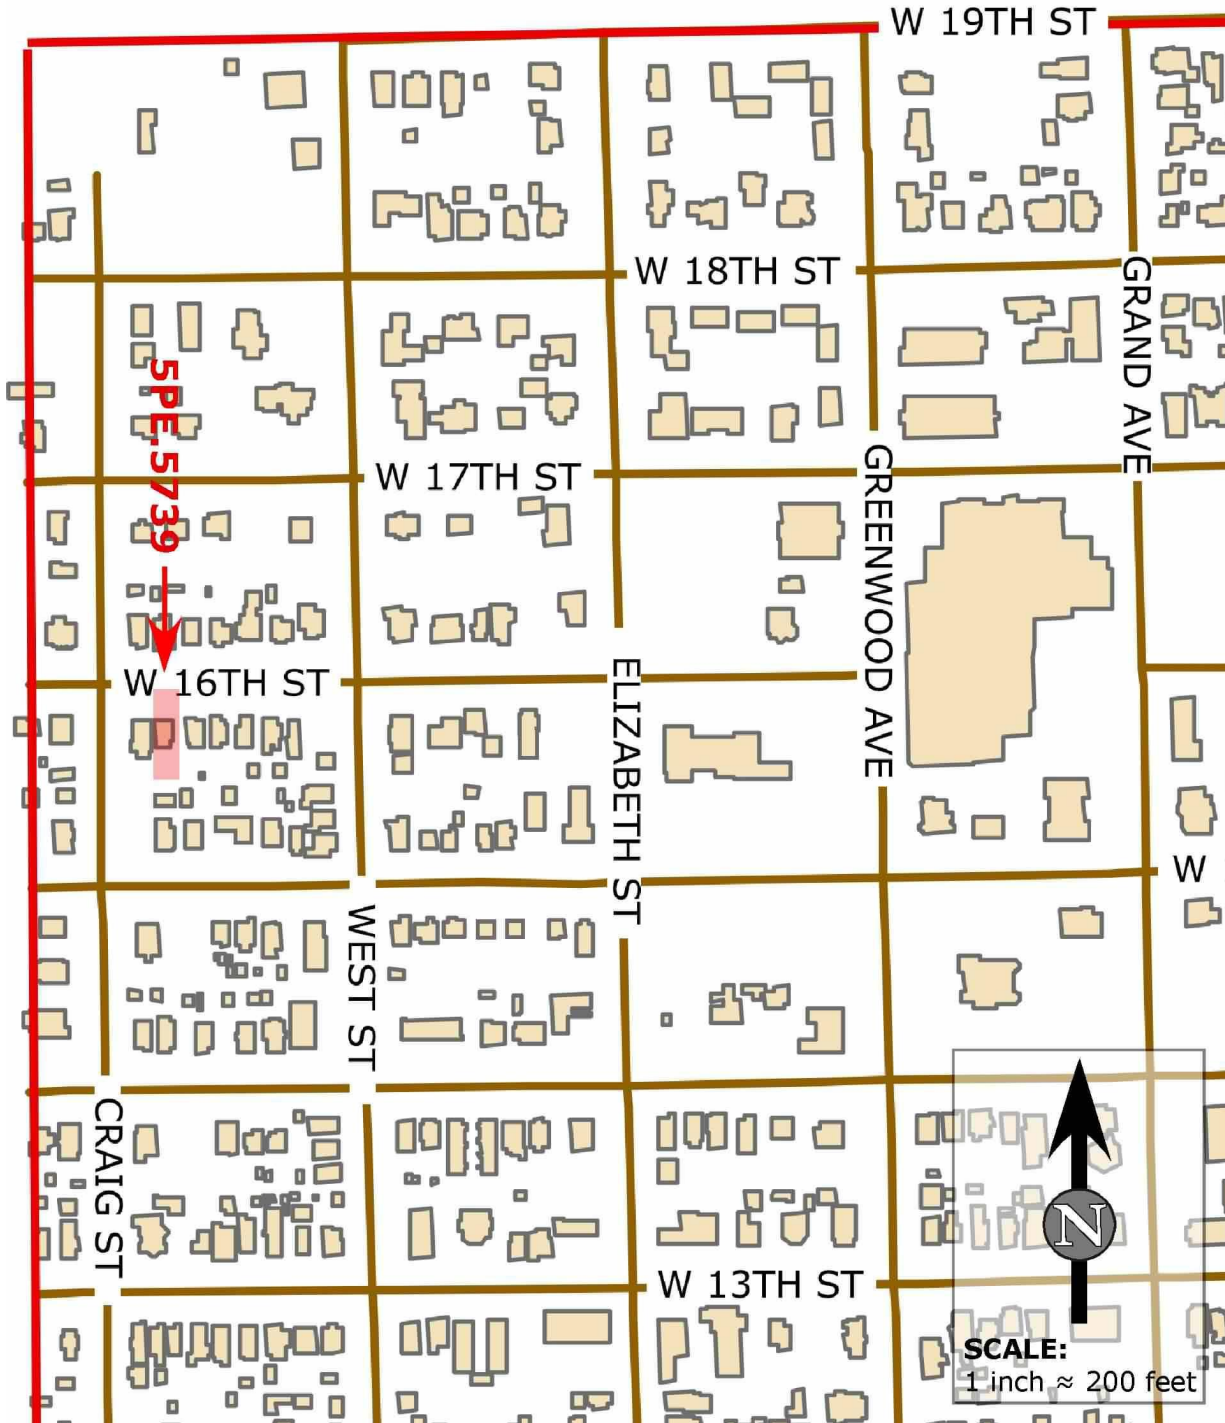 W 19TH ST
W 18TH ST
GRAND AVE
5PE.5739
W 17TH ST
GREENWOOD AVE
W 16TH ST
ELIZABETH ST
W
WEST ST
CRAIG ST
N
W 13TH ST
SCALE:
1 inch ≈ 200 feet